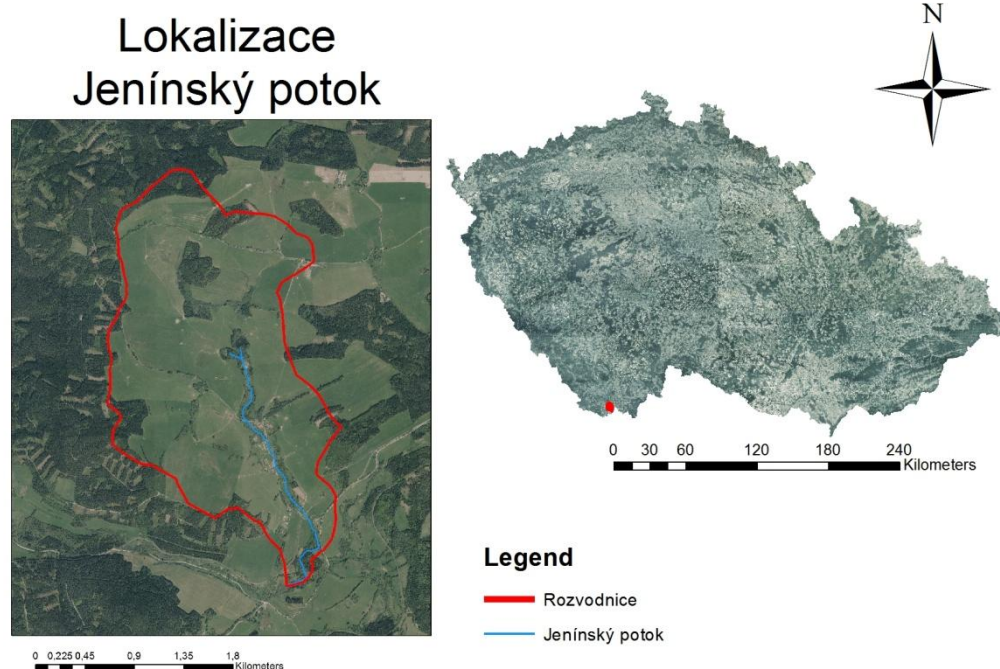 Lokalizace
Jenínský potok
N
0 30 60 120 180 240
Kilometers
Legend
Rozvodnice
Jenínský potok
0 0,225 0,45 0,9 1,35 1,8
Kilometers